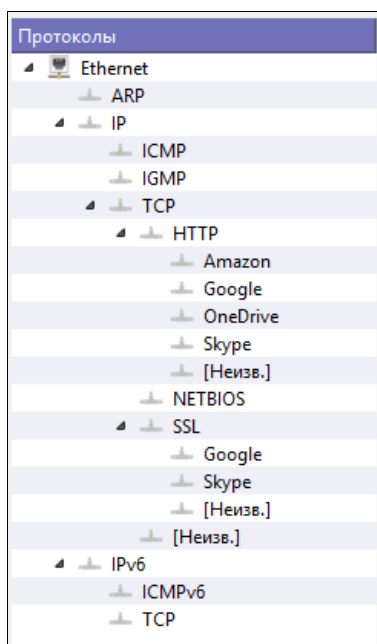 Протоколы
Ethernet
ARP
IP
ICMP
IGMP
TCP
HTTP
Amazon
Google
OneDrive
Skype
[Неизв.]
NETBIOS
SSL
Google
Skype
[Неизв.]
[Неизв.]
IPv6
ICMPv6
TCP